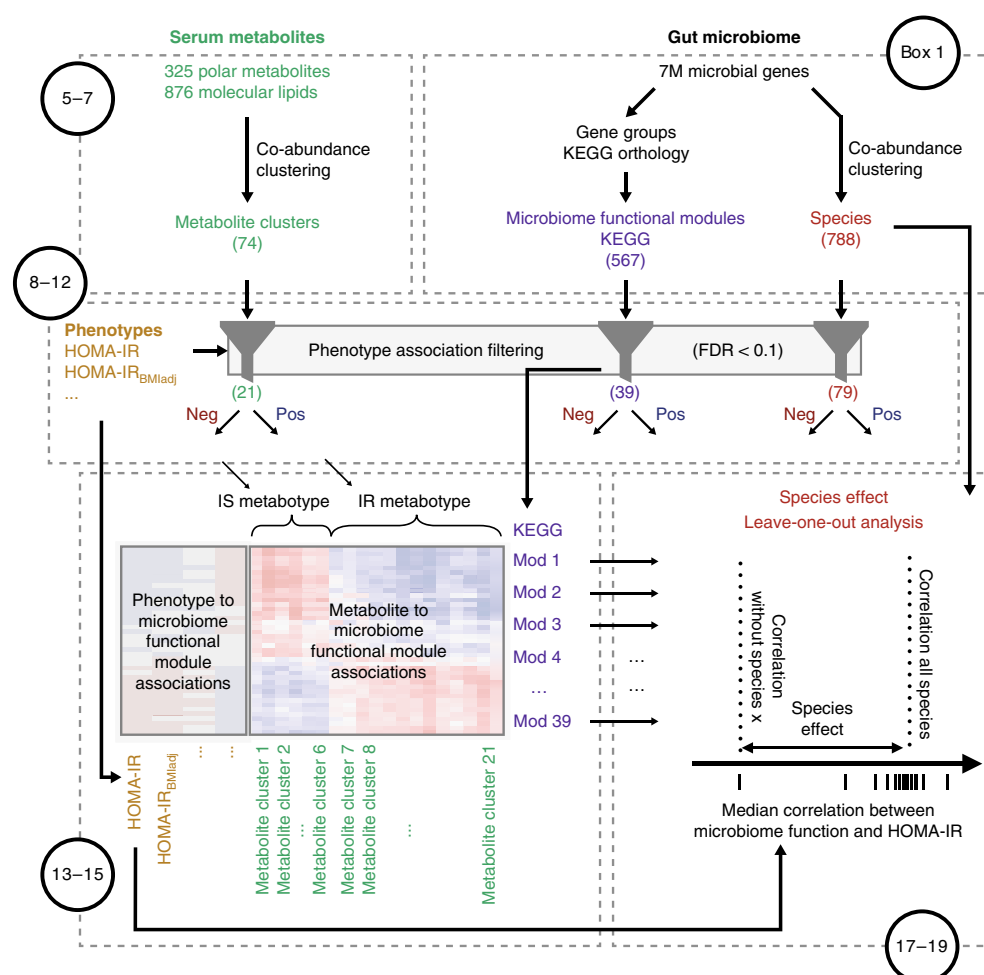 Serum metabolites
Gut microbiome
Box 1
5–7
325 polar metabolites
876 molecular lipids
7M microbial genes
Gene groups
KEGG orthology
Co-abundance
clustering
Co-abundance
clustering
Metabolite clusters
(74)
Microbiome functional modules
KEGG
(567)
Species
(788)
8–12
Phenotypes
HOMA-IR
HOMA-IRBMIadj
...
Phenotype association filtering
(FDR < 0.1)
(21)
(39)
(79)
Neg
Pos
Neg
Pos
Neg
Pos
IS metabotype
IR metabotype
KEGG
Mod 1
Mod 2
Mod 3
Mod 4
...
Mod 39
...
...
Phenotype to
microbiome
functional
module
associations
Metabolite to
microbiome
functional module
associations
HOMA-IR
HOMA-IRBMIadj
...
...
Metabolite cluster 1
Metabolite cluster 2
...
Metabolite cluster 6
Metabolite cluster 7
Metabolite cluster 8
...
Metabolite cluster 21
13–15
Species effect
Leave-one-out analysis
Correlation
without species x
Correlation all species
Species
effect
Median correlation between
microbiome function and HOMA-IR
17–19